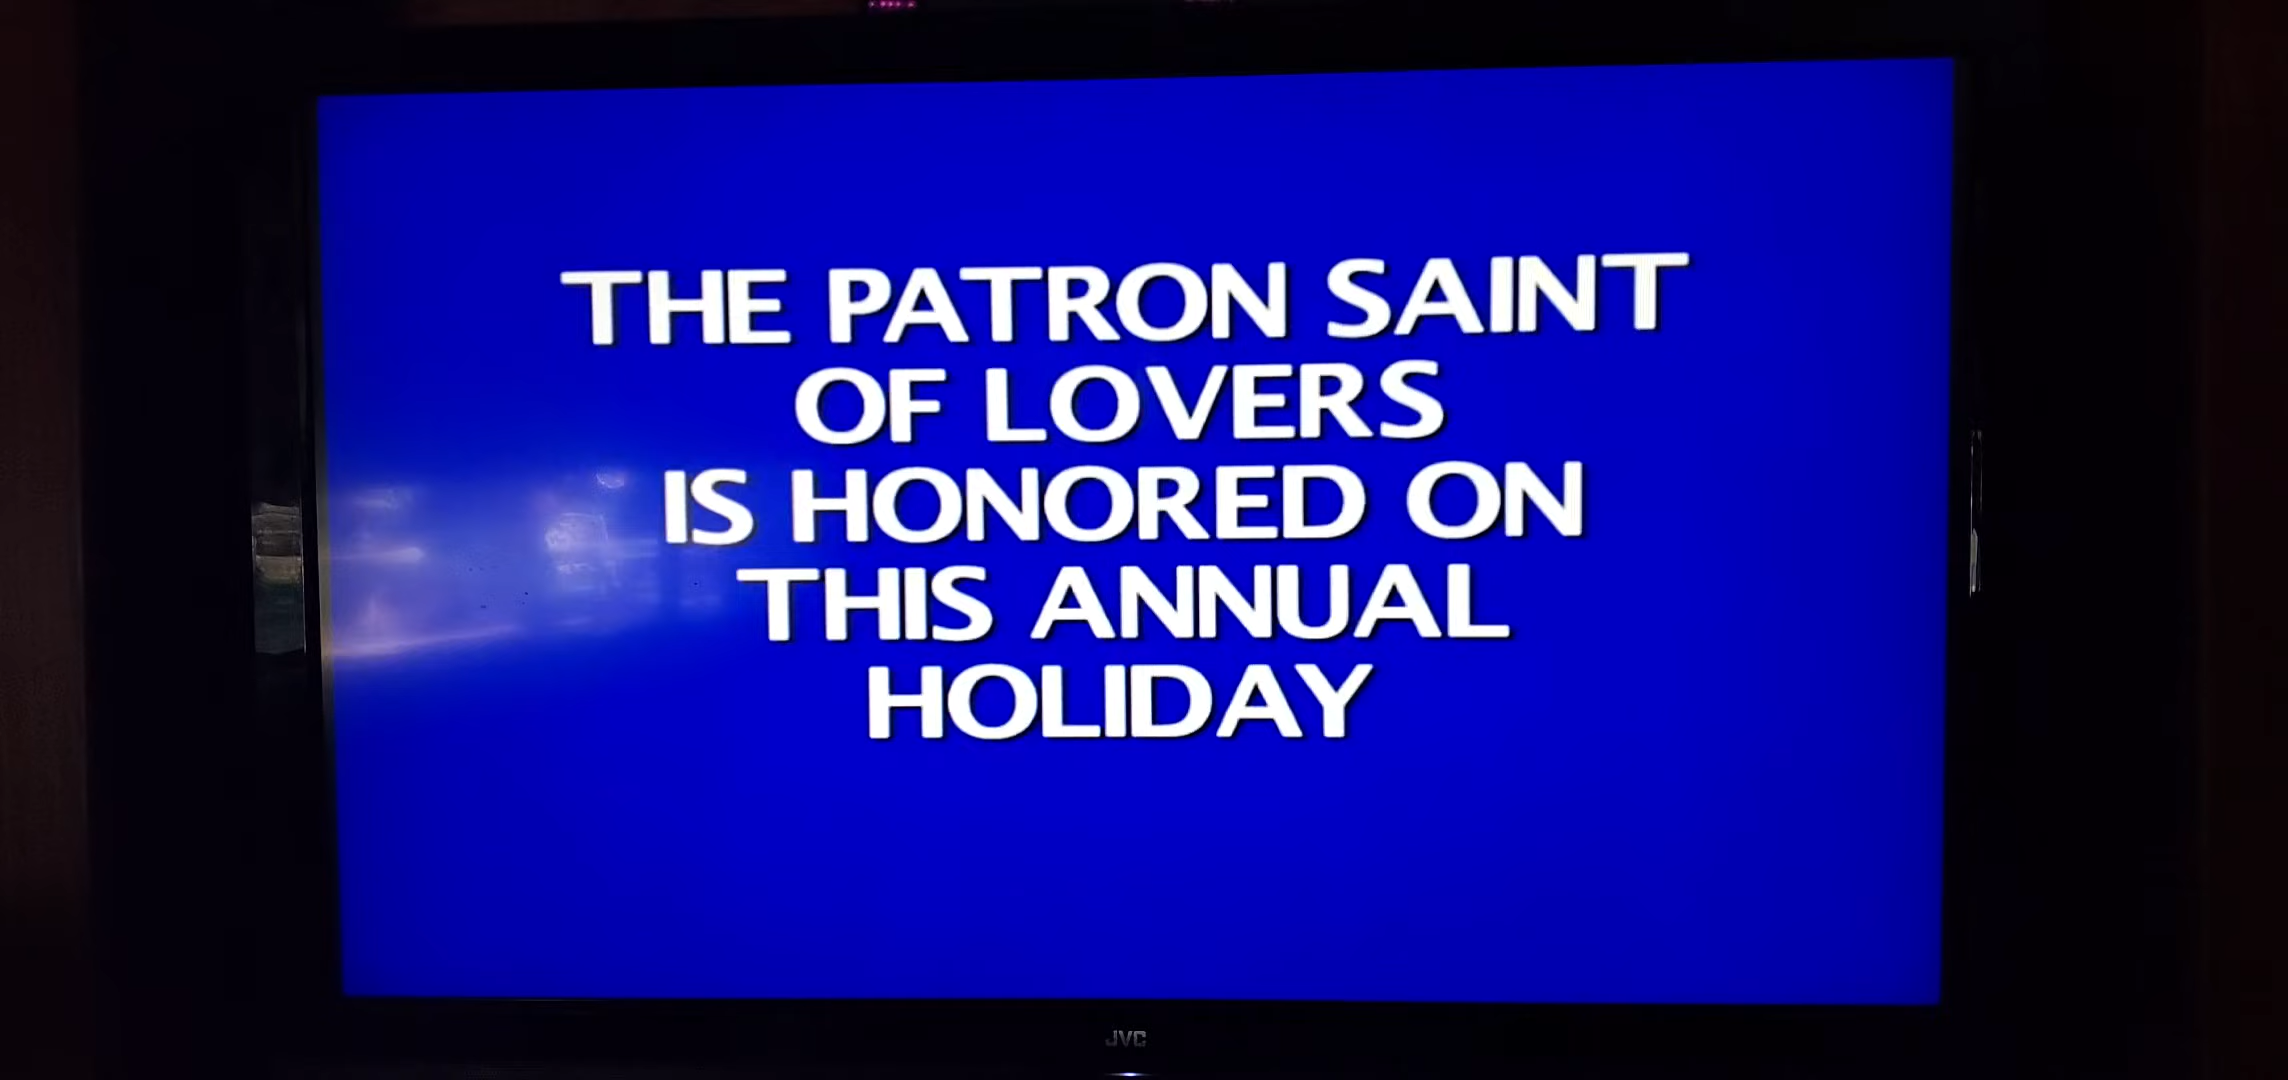 THE PATRON SAINT
OF LOVERS
IS HONORED ON
THIS ANNUAL
HOLIDAY
JVC